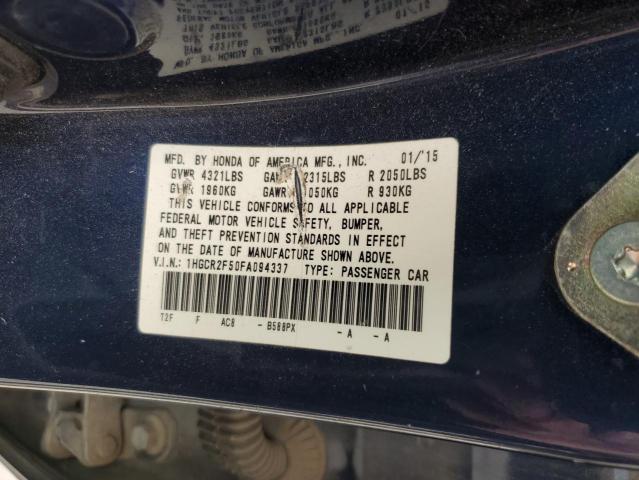 MFD. BY HONDA OF AMERICA MFG., INC. 01/'15
GVWR 4321LBS 2315LBS R 2050LBS
GVWR 1960KG GAWR 1050KG R 930KG
THIS VEHICLE CONFORMS TO ALL APPLICABLE
FEDERAL MOTOR VEHICLE SAFETY, BUMPER,
AND THEFT PREVENTION STANDARDS IN EFFECT
ON THE DATE OF MANUFACTURE SHOWN ABOVE.
V.I.N.: 1HGCR2F50FA094337 TYPE: PASSENGER CAR
T2F F AC8 - B588PX - A - A